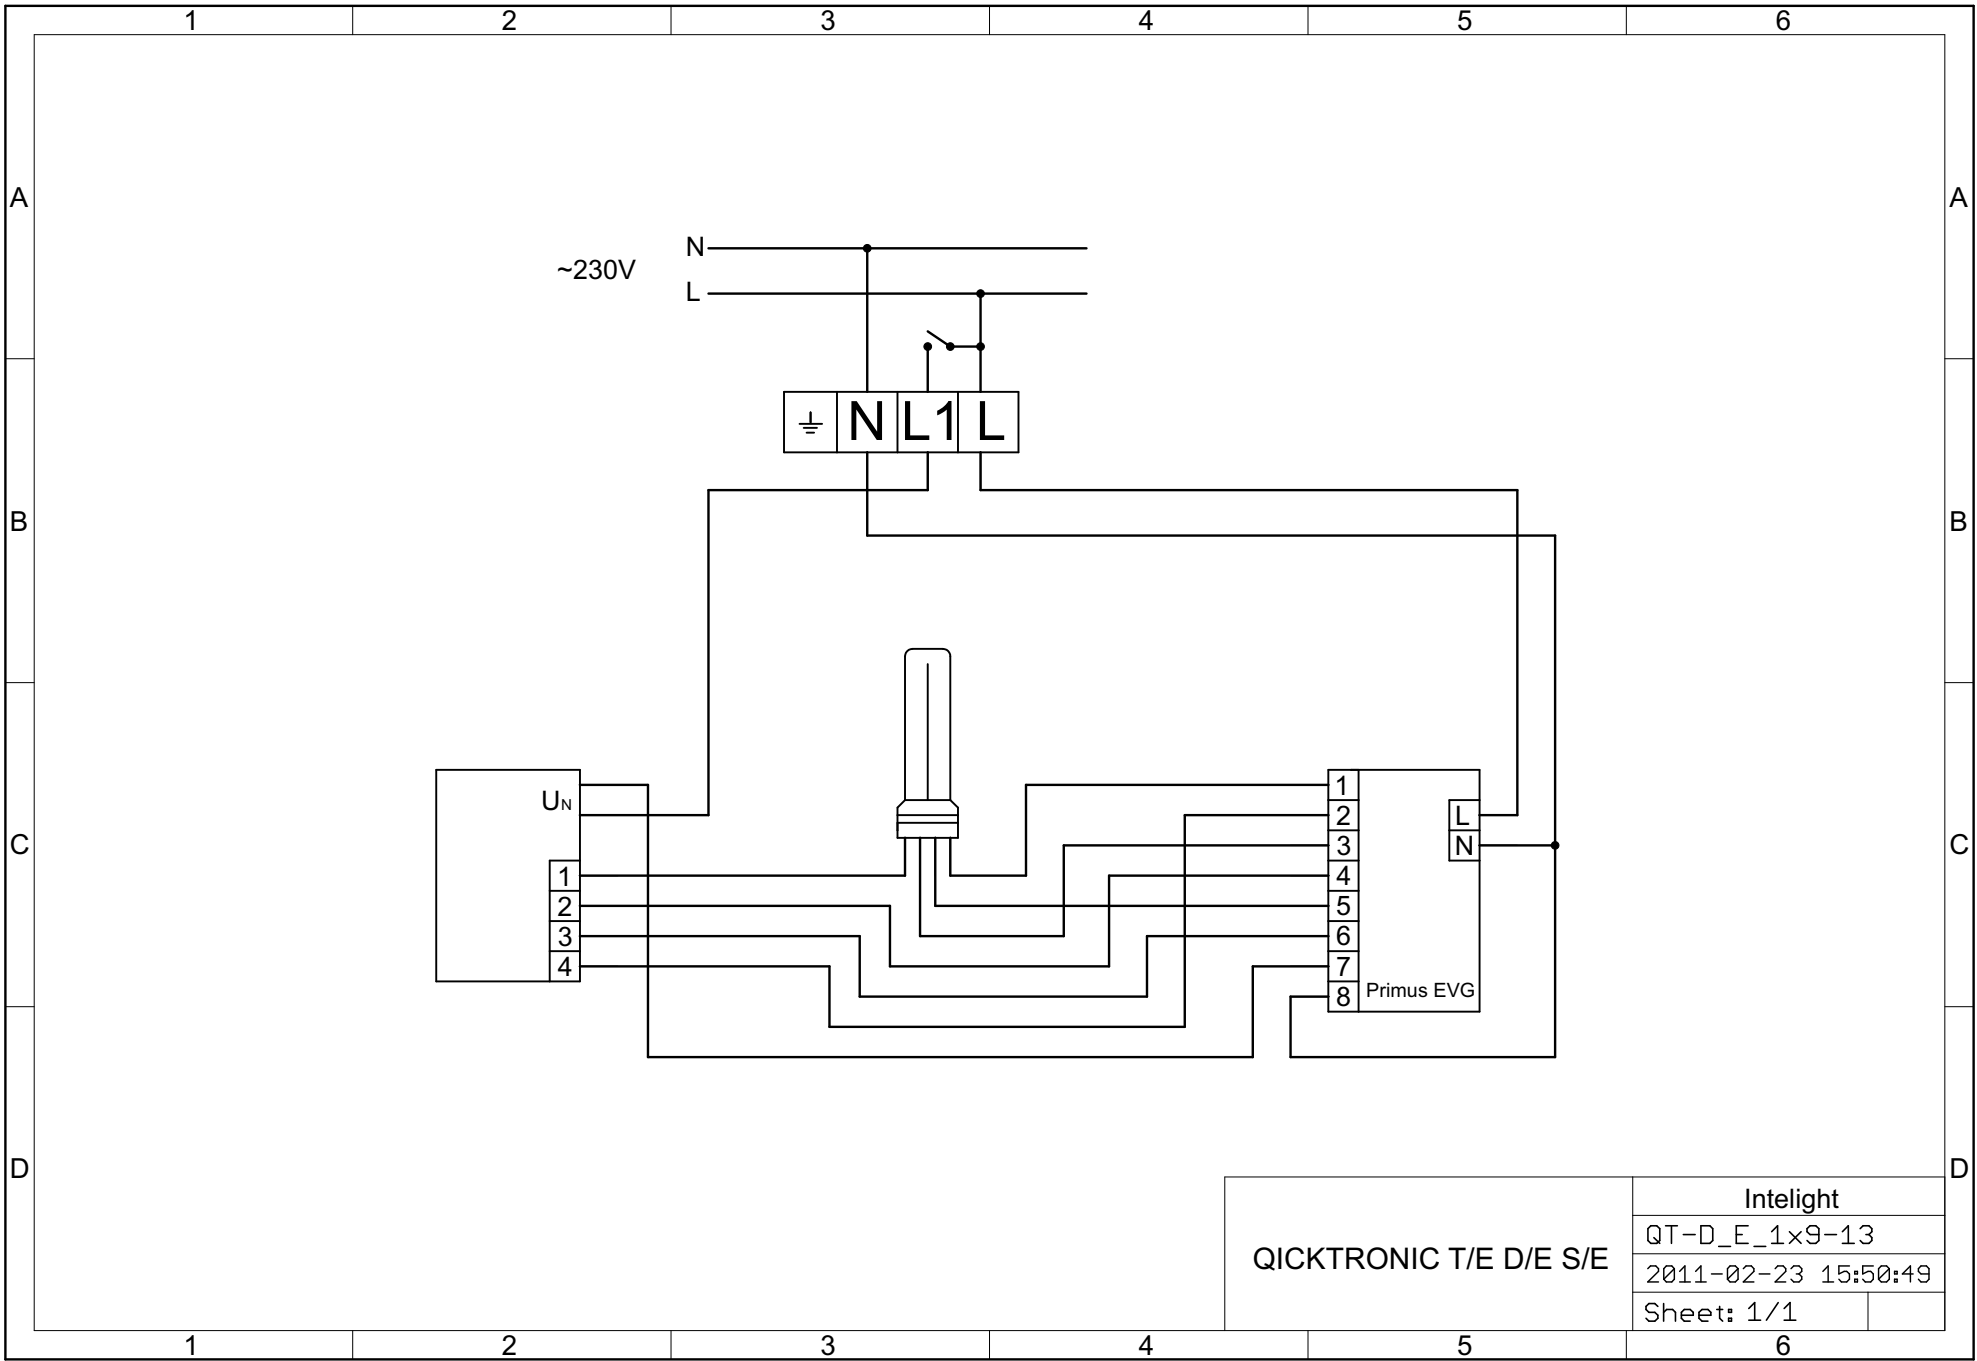 1 2 3 4 5 6
A A
N
~230V
L
N L1 L
B B
UN
1
2
3
4
1
2
3
4
5
6
7
8
L
N
Primus EVG
C C
D D
QICKTRONIC T/E D/E S/E
Intelight
QT-D_E_1x9-13
2011-02-23 15:50:49
Sheet: 1/1
1 2 3 4 5 6